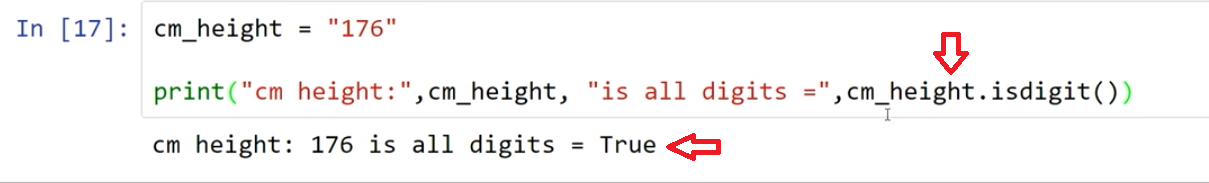 In [17]: cm_height = "176"
print("cm height:",cm_height, "is all digits =",cm_height.isdigit())
cm height: 176 is all digits = True